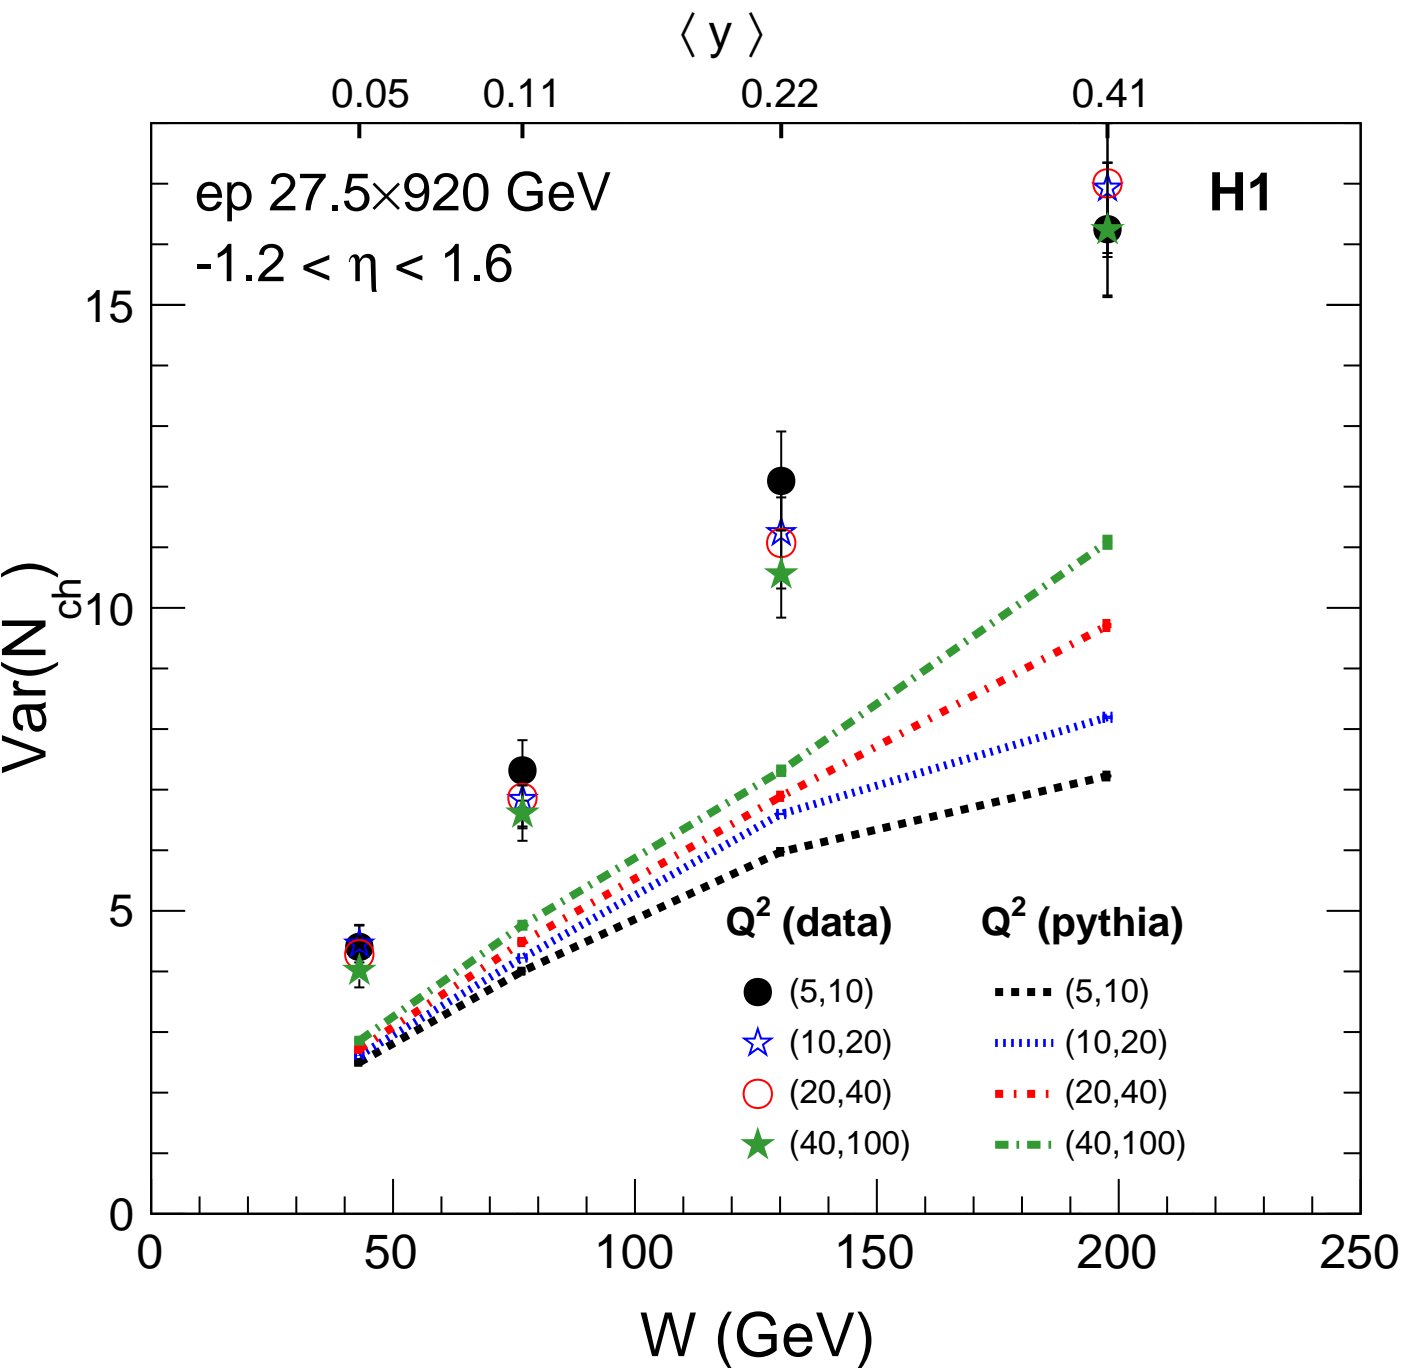 ⟨ y ⟩
0.05 0.11 0.22 0.41
ep 27.5×920 GeV
H1
-1.2 < η < 1.6
15
10
5
0
Var(N_ch)
Q² (data) Q² (pythia)
(5,10) (5,10)
(10,20) (10,20)
(20,40) (20,40)
(40,100) (40,100)
0 50 100 150 200 250
W (GeV)